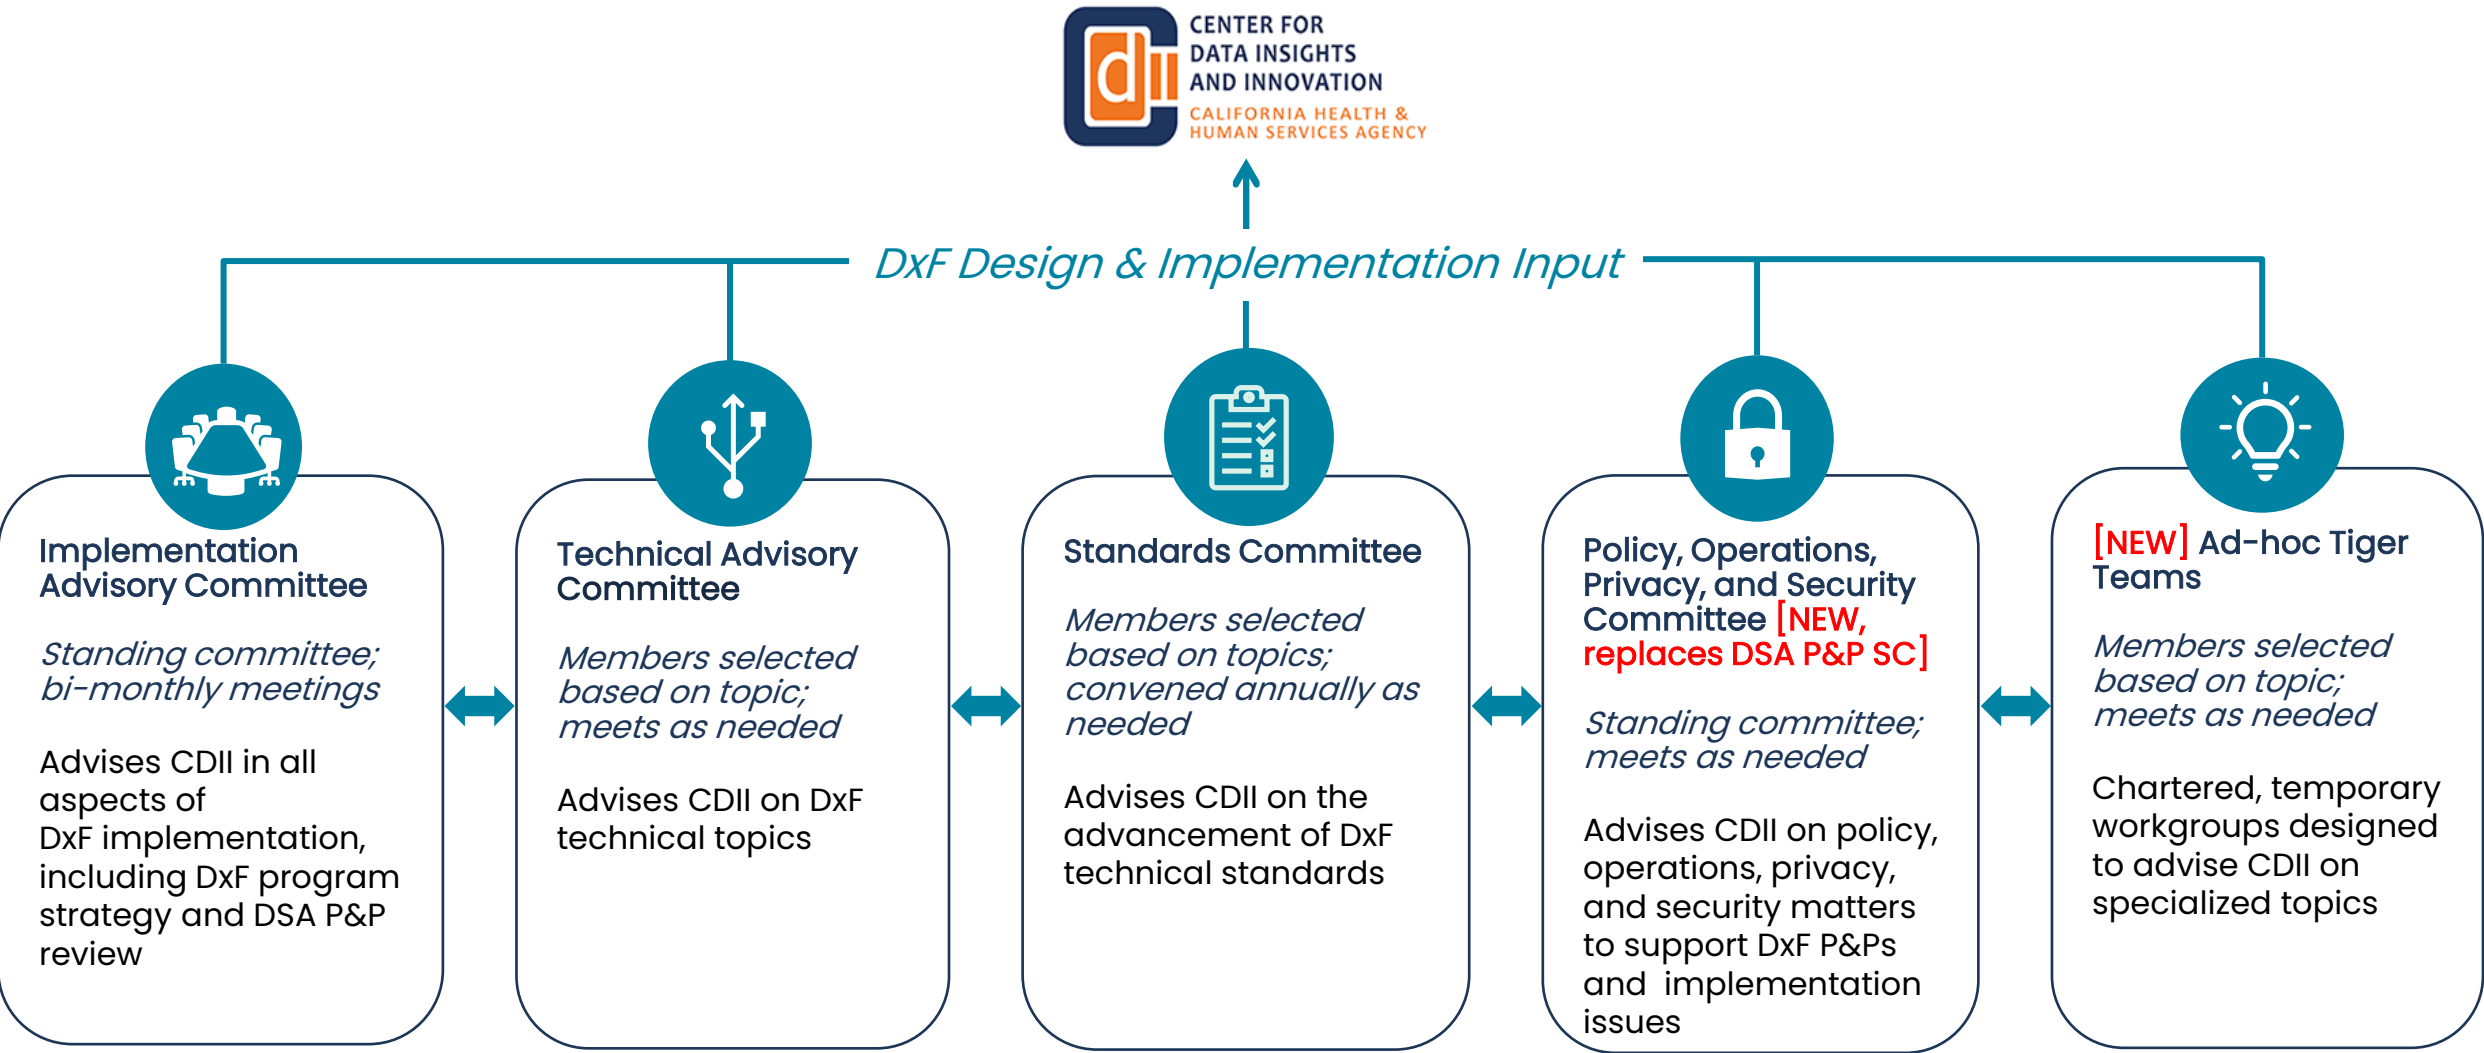 CENTER FOR
DATA INSIGHTS
AND INNOVATION
CALIFORNIA HEALTH &
HUMAN SERVICES AGENCY
DxF Design & Implementation Input
Implementation
Advisory Committee
Standing committee;
bi-monthly meetings
Advises CDII in all
aspects of
DxF implementation,
including DxF program
strategy and DSA P&P
review
Technical Advisory
Committee
Members selected
based on topic;
meets as needed
Advises CDII on DxF
technical topics
Standards Committee
Members selected
based on topics;
convened annually as
needed
Advises CDII on the
advancement of DxF
technical standards
Policy, Operations,
Privacy, and Security
Committee [NEW,
replaces DSA P&P SC]
Standing committee;
meets as needed
Advises CDII on policy,
operations, privacy,
and security matters
to support DxF P&Ps
and  implementation
issues
[NEW] Ad-hoc Tiger
Teams
Members selected
based on topic;
meets as needed
Chartered, temporary
workgroups designed
to advise CDII on
specialized topics